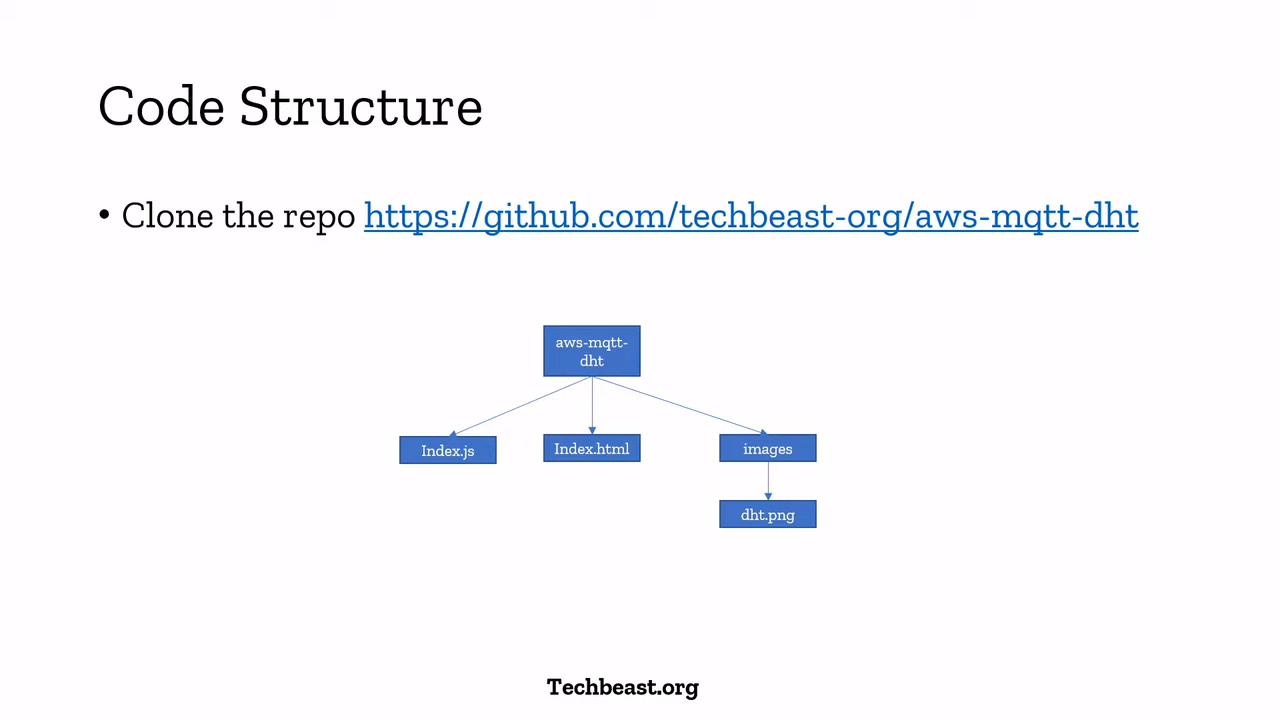 Code Structure
• Clone the repo https://github.com/techbeast-org/aws-mqtt-dht
aws-mqtt-
dht
Index.js
Index.html
images
dht.png
Techbeast.org